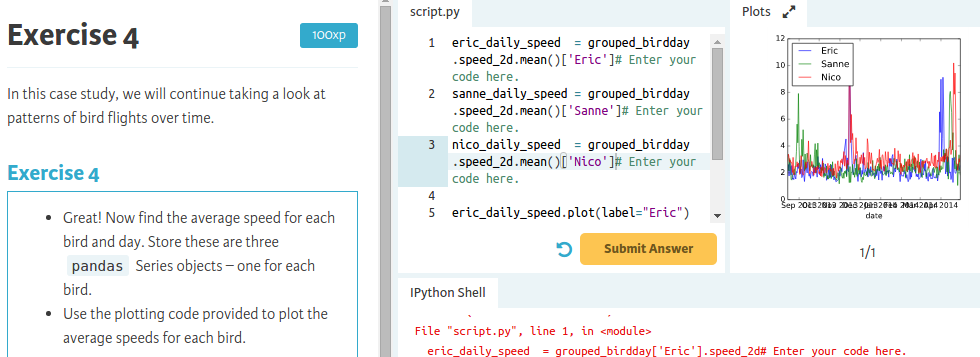 Exercise 4
100xp
In this case study, we will continue taking a look at
patterns of bird flights over time.
Exercise 4
• Great! Now find the average speed for each
bird and day. Store these are three
pandas Series objects – one for each
bird.
• Use the plotting code provided to plot the
average speeds for each bird.
script.py
1 eric_daily_speed  = grouped_birdday
.speed_2d.mean()['Eric']# Enter your
code here.
2 sanne_daily_speed = grouped_birdday
.speed_2d.mean()['Sanne']# Enter your
code here.
3 nico_daily_speed  = grouped_birdday
.speed_2d.mean()['Nico']# Enter your
code here.
4
5 eric_daily_speed.plot(label="Eric")
Submit Answer
IPython Shell
File "script.py", line 1, in <module>
eric_daily_speed  = grouped_birdday['Eric'].speed_2d# Enter your code here.
Plots
12
10
8
6
4
2
0
Eric
Sanne
Nico
Sep 2013
2014
date
1/1